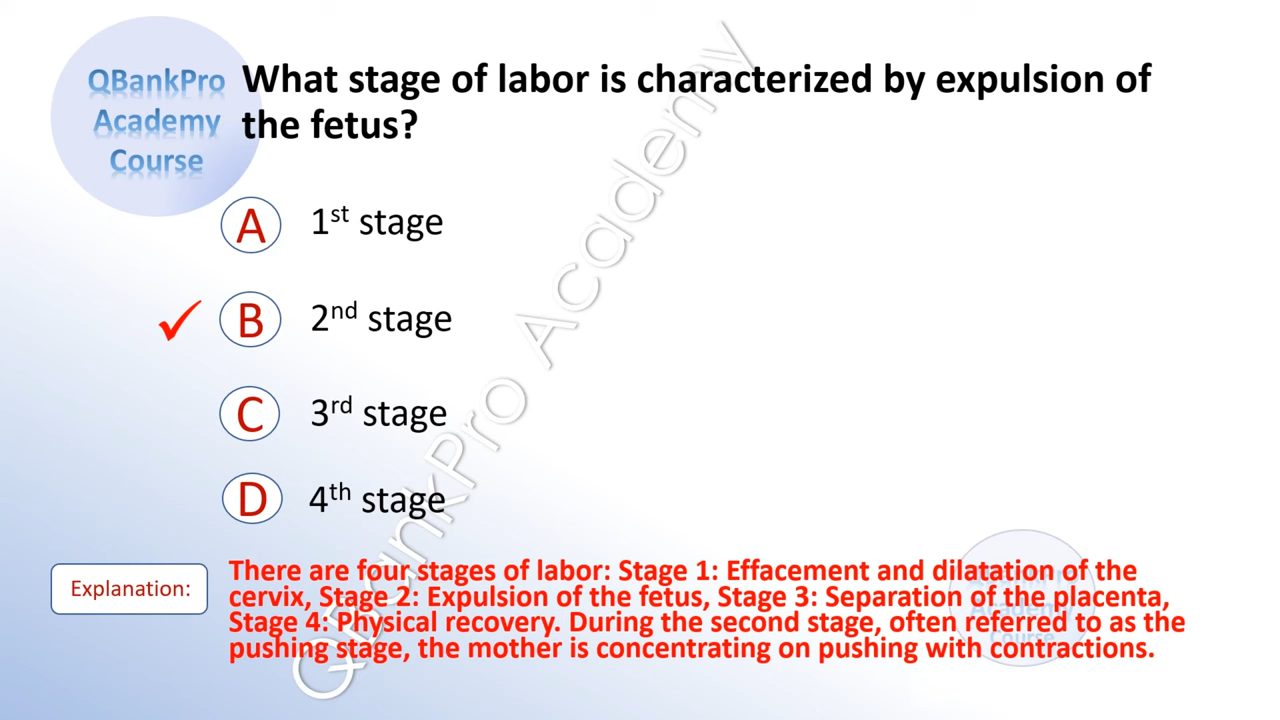 QBankPro
Academy
Course
What stage of labor is characterized by expulsion of
the fetus?
A 1st stage
✓ B 2nd stage
C 3rd stage
D 4th stage
QBankPro Academy
Explanation:
There are four stages of labor: Stage 1: Effacement and dilatation of the
cervix, Stage 2: Expulsion of the fetus, Stage 3: Separation of the placenta,
Stage 4: Physical recovery. During the second stage, often referred to as the
pushing stage, the mother is concentrating on pushing with contractions.
Course